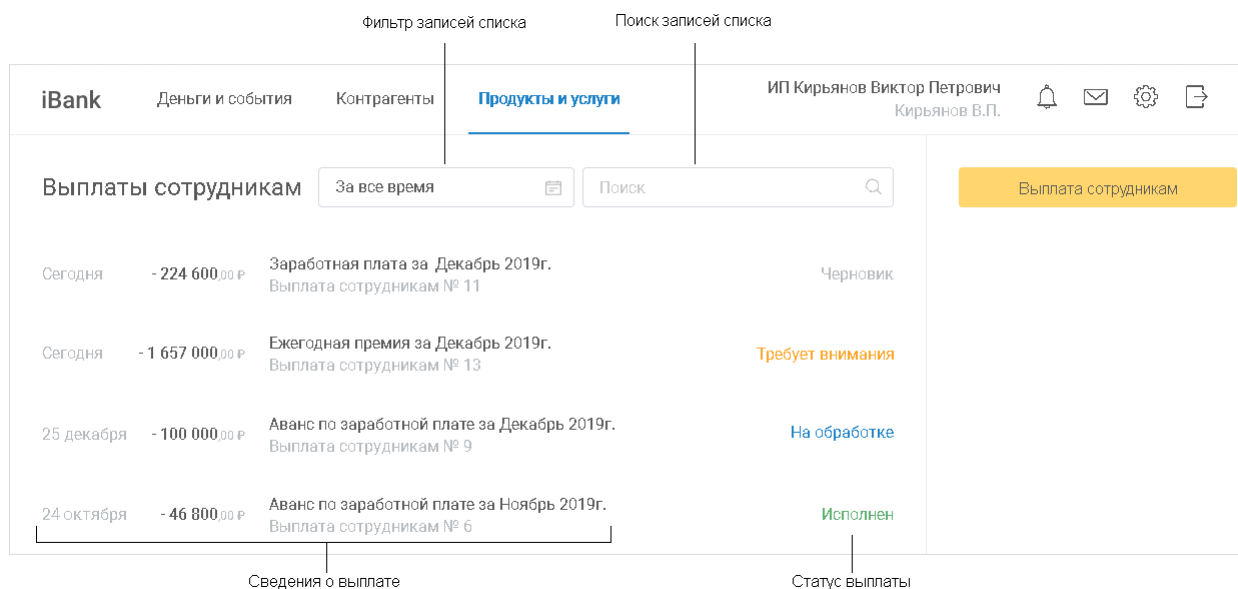 Фильтр записей списка
Поиск записей списка
iBank
Деньги и события
Контрагенты
Продукты и услуги
ИП Кирьянов Виктор Петрович
Кирьянов В.П.
Выплаты сотрудникам
За все время
Поиск
Выплата сотрудникам
Сегодня
- 224 600,00 ₽
Заработная плата за Декабрь 2019г.
Выплата сотрудникам № 11
Черновик
Сегодня
- 1 657 000,00 ₽
Ежегодная премия за Декабрь 2019г.
Выплата сотрудникам № 13
Требует внимания
25 декабря
- 100 000,00 ₽
Аванс по заработной плате за Декабрь 2019г.
Выплата сотрудникам № 9
На обработке
24 октября
- 46 800,00 ₽
Аванс по заработной плате за Ноябрь 2019г.
Выплата сотрудникам № 6
Исполнен
Сведения о выплате
Статус выплаты